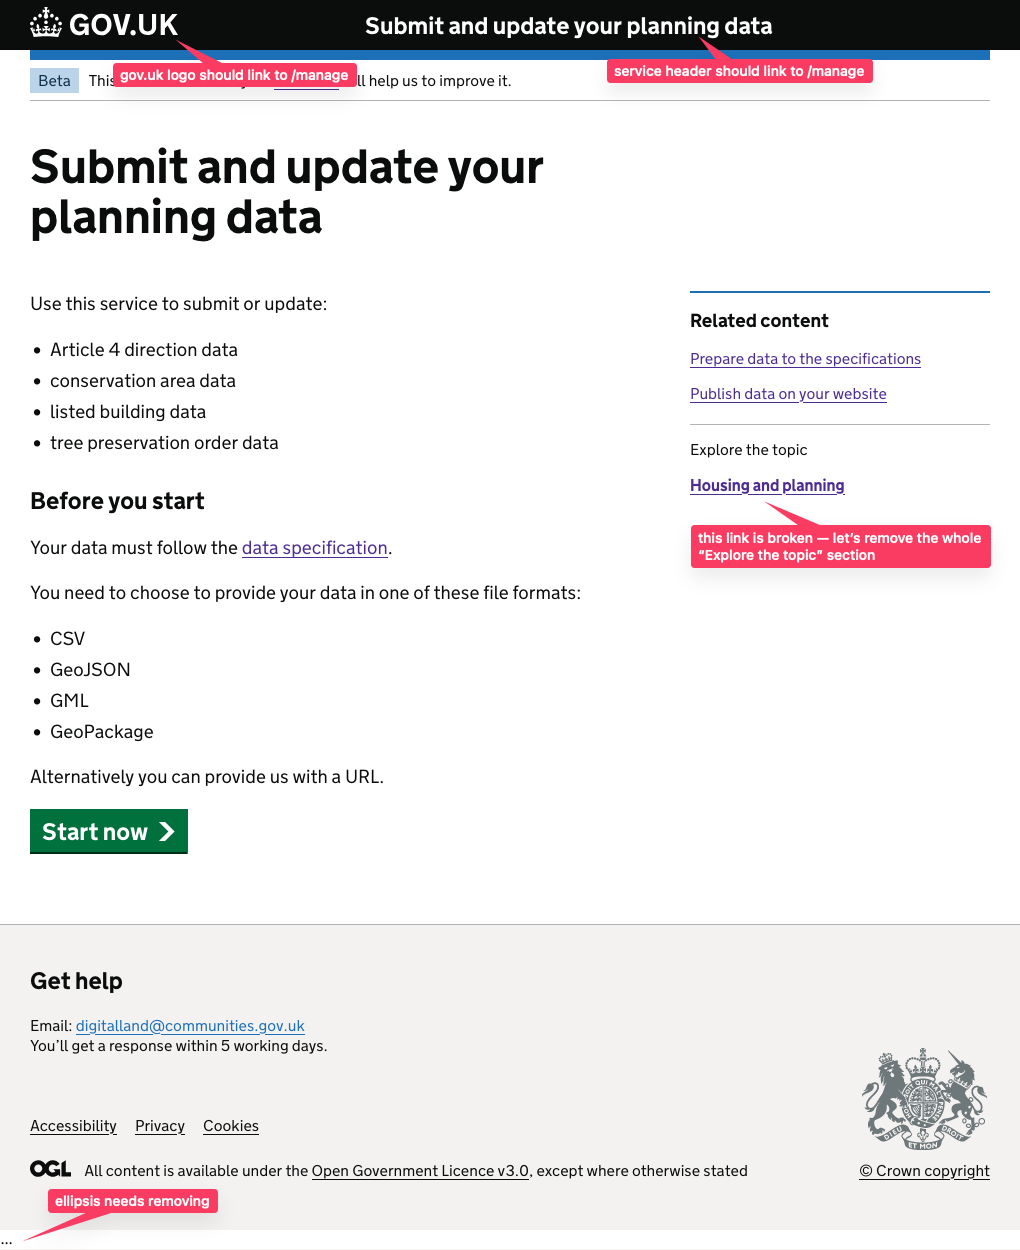 GOV.UK
Submit and update your planning data
gov.uk logo should link to /manage
service header should link to /manage
Beta This ll help us to improve it.
Submit and update your
planning data
Use this service to submit or update:
• Article 4 direction data
• conservation area data
• listed building data
• tree preservation order data
Before you start
Your data must follow the data specification.
You need to choose to provide your data in one of these file formats:
• CSV
• GeoJSON
• GML
• GeoPackage
Alternatively you can provide us with a URL.
Start now
Related content
Prepare data to the specifications
Publish data on your website
Explore the topic
Housing and planning
this link is broken — let's remove the whole
“Explore the topic” section
Get help
Email: digitalland@communities.gov.uk
You’ll get a response within 5 working days.
Accessibility Privacy Cookies
OGL All content is available under the Open Government Licence v3.0, except where otherwise stated
© Crown copyright
ellipsis needs removing
...